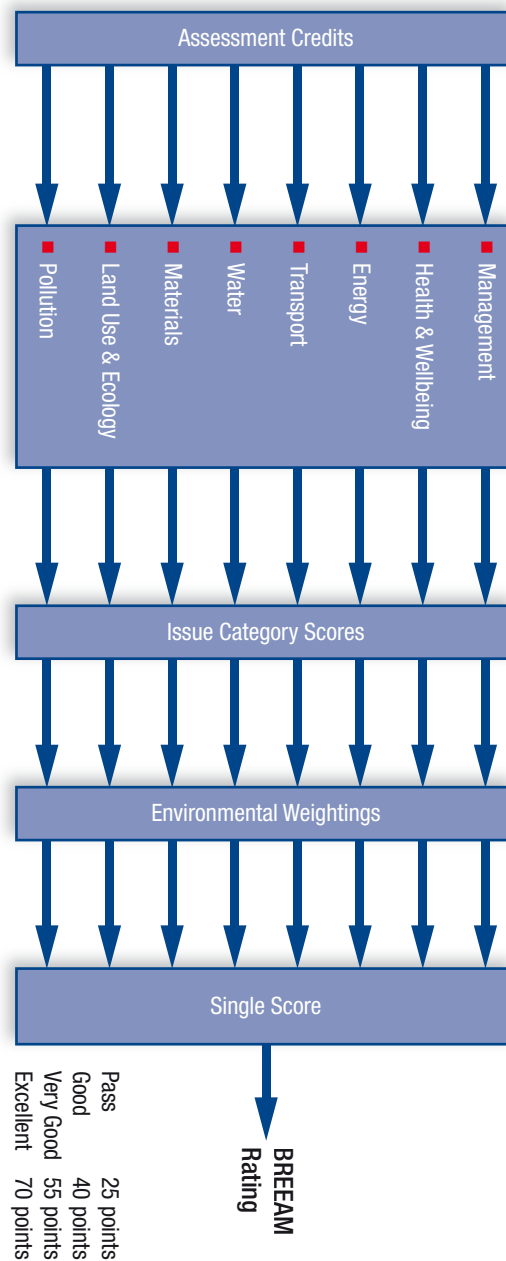 Assessment Credits
Management
Health & Wellbeing
Energy
Transport
Water
Materials
Land Use & Ecology
Pollution
Issue Category Scores
Environmental Weightings
Single Score
BREEAM
Rating
Pass 25 points
Good 40 points
Very Good 55 points
Excellent 70 points